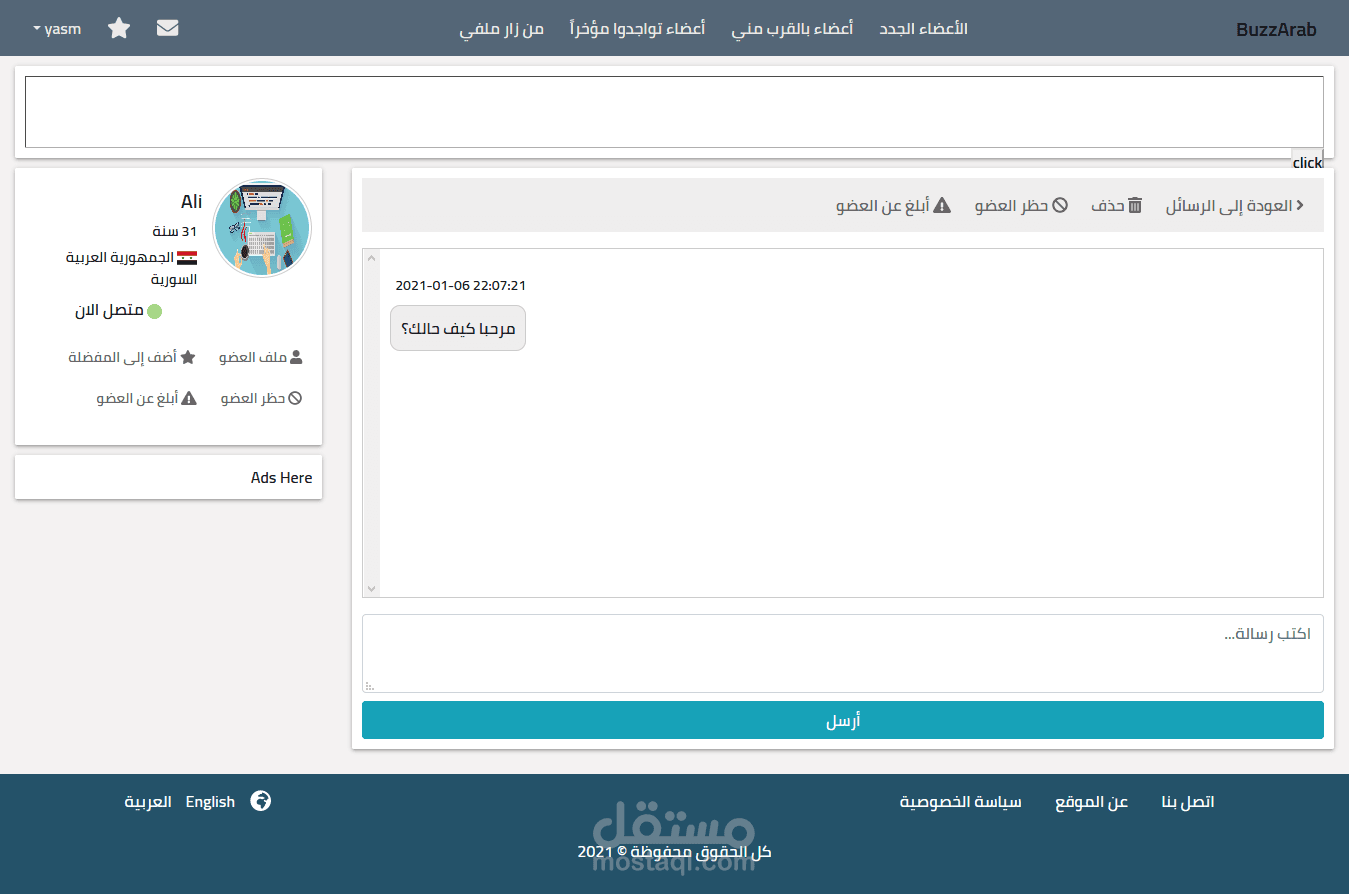 BuzzArab
الأعضاء الجدد
أعضاء بالقرب مني
أعضاء تواجدوا مؤخراً
من زار ملفي
yasm
click
العودة إلى الرسائل
حذف
حظر العضو
أبلغ عن العضو
2021-01-06 22:07:21
مرحبا كيف حالك؟
اكتب رسالة...
أرسل
Ali
31 سنة
الجمهورية العربية
السورية
متصل الان
ملف العضو
أضف إلى المفضلة
حظر العضو
أبلغ عن العضو
Ads Here
اتصل بنا
عن الموقع
سياسة الخصوصية
English
العربية
مستقل
كل الحقوق محفوظة © 2021
mostaql.com